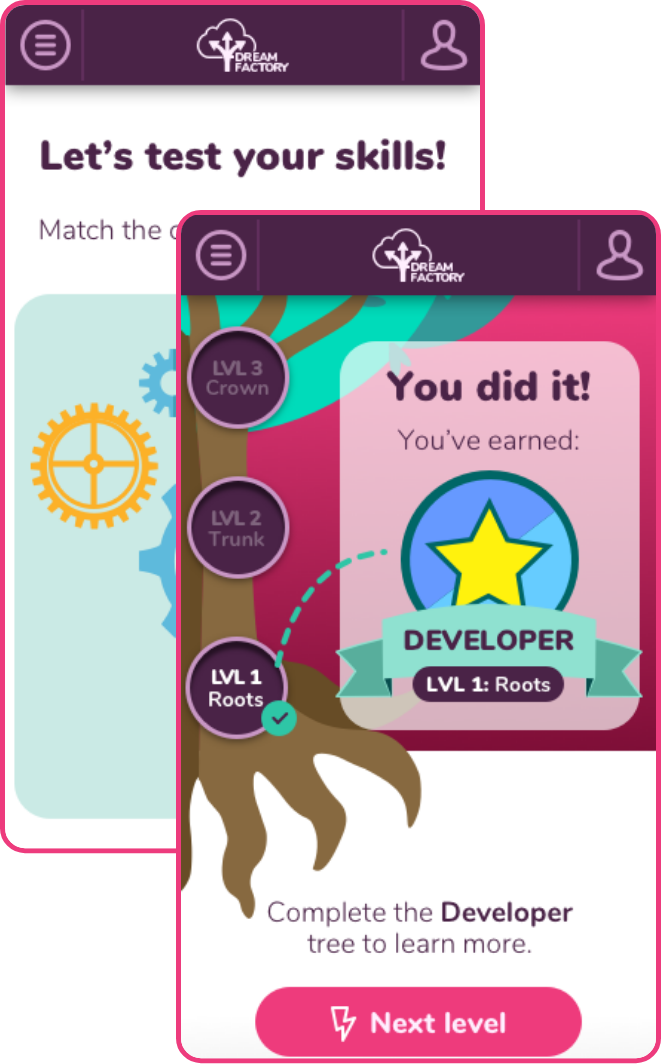 DREAM
FACTORY
Let’s test your skills!
Match the
DREAM
FACTORY
LVL 3
Crown
You did it!
You’ve earned:
LVL 2
Trunk
DEVELOPER
LVL 1: Roots
LVL 1
Roots
Complete the Developer
tree to learn more.
Next level